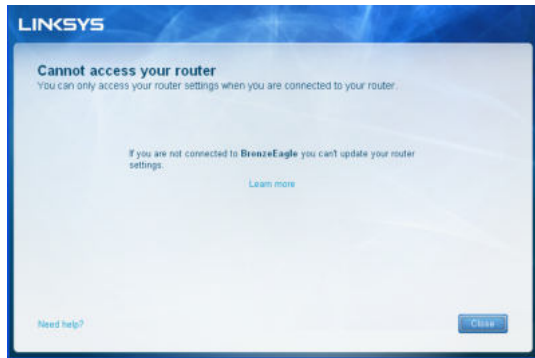 LINKSYS
Cannot access your router
You can only access your router settings when you are connected to your router.
If you are not connected to BronzeEagle you can't update your router
settings.
Learn more
Need help?
Close